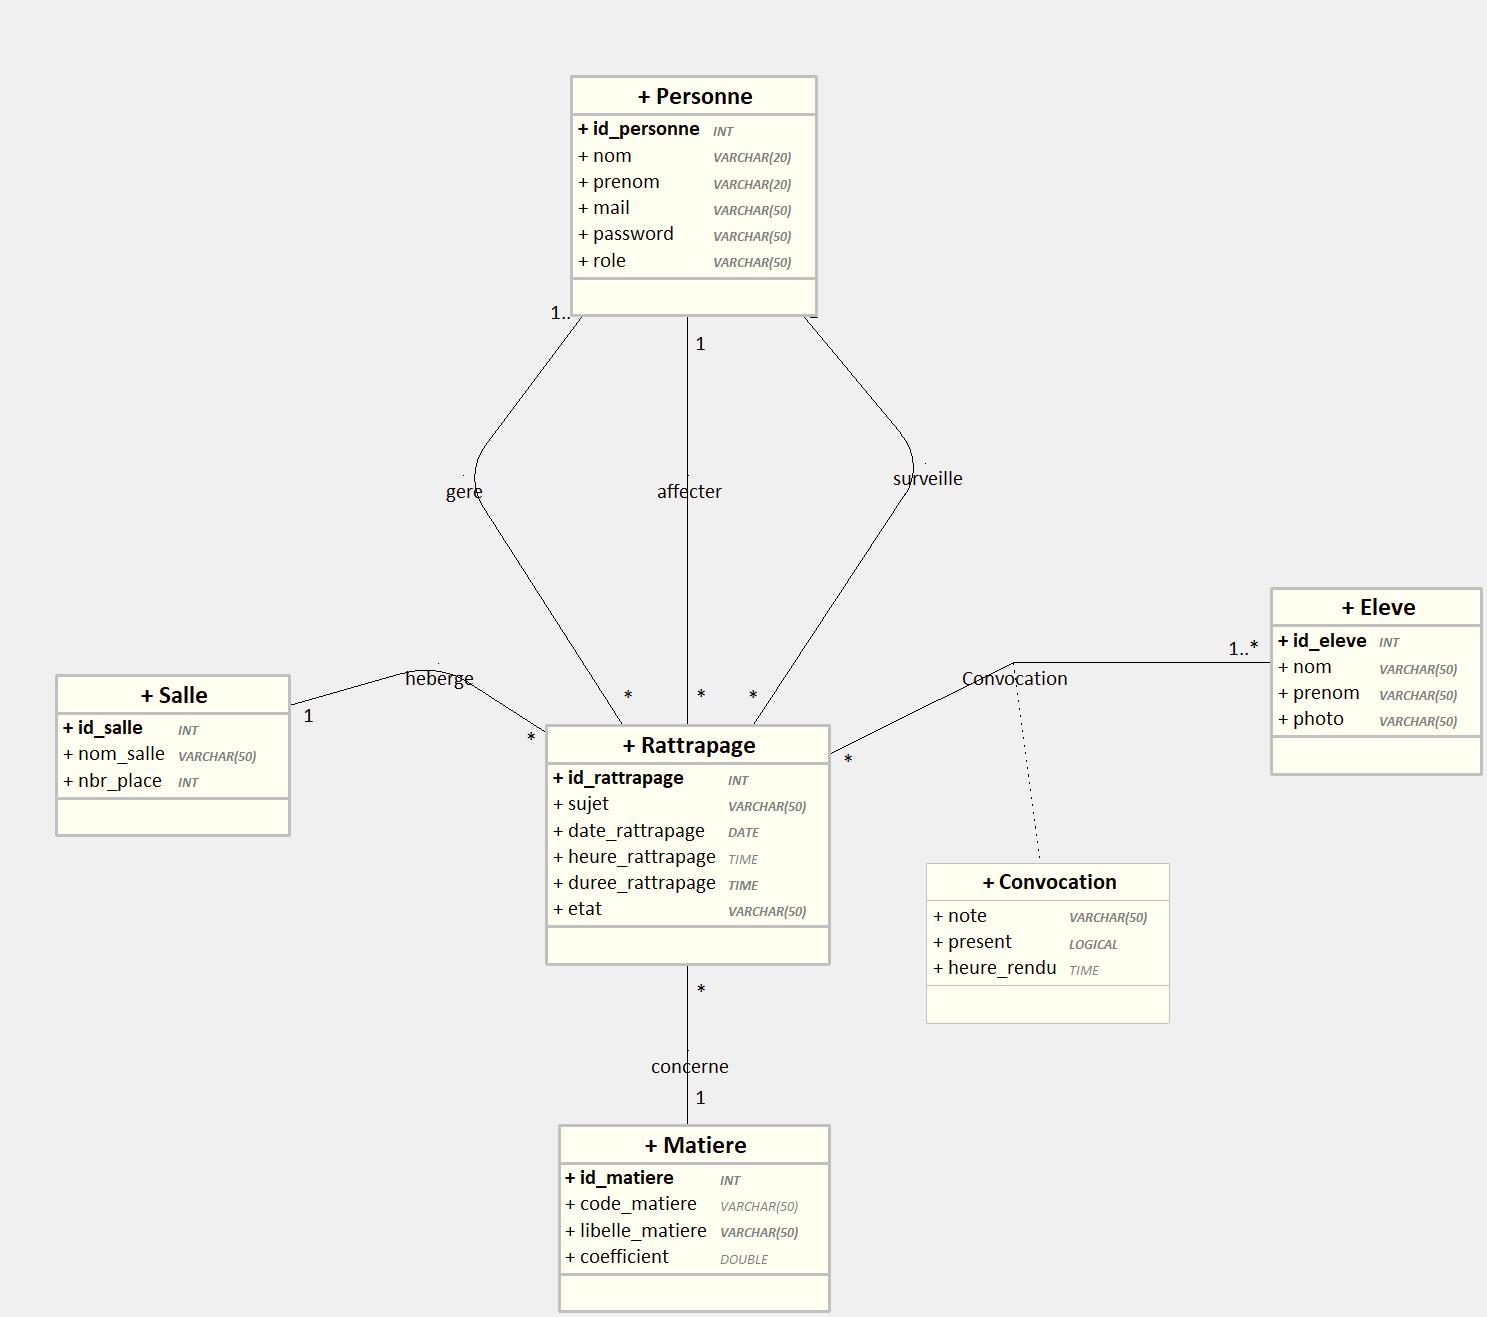 + Personne
+ id_personne INT
+ nom VARCHAR(20)
+ prenom VARCHAR(20)
+ mail VARCHAR(50)
+ password VARCHAR(50)
+ role VARCHAR(50)
1..
1
gere
affecter
surveille
*
*
*
+ Eleve
+ id_eleve INT
+ nom VARCHAR(50)
+ prenom VARCHAR(50)
+ photo VARCHAR(50)
1..*
Convocation
*
heberge
1
*
+ Salle
+ id_salle INT
+ nom_salle VARCHAR(50)
+ nbr_place INT
+ Rattrapage
+ id_rattrapage INT
+ sujet VARCHAR(50)
+ date_rattrapage DATE
+ heure_rattrapage TIME
+ duree_rattrapage TIME
+ etat VARCHAR(50)
+ Convocation
+ note VARCHAR(50)
+ present LOGICAL
+ heure_rendu TIME
*
concerne
1
+ Matiere
+ id_matiere INT
+ code_matiere VARCHAR(50)
+ libelle_matiere VARCHAR(50)
+ coefficient DOUBLE